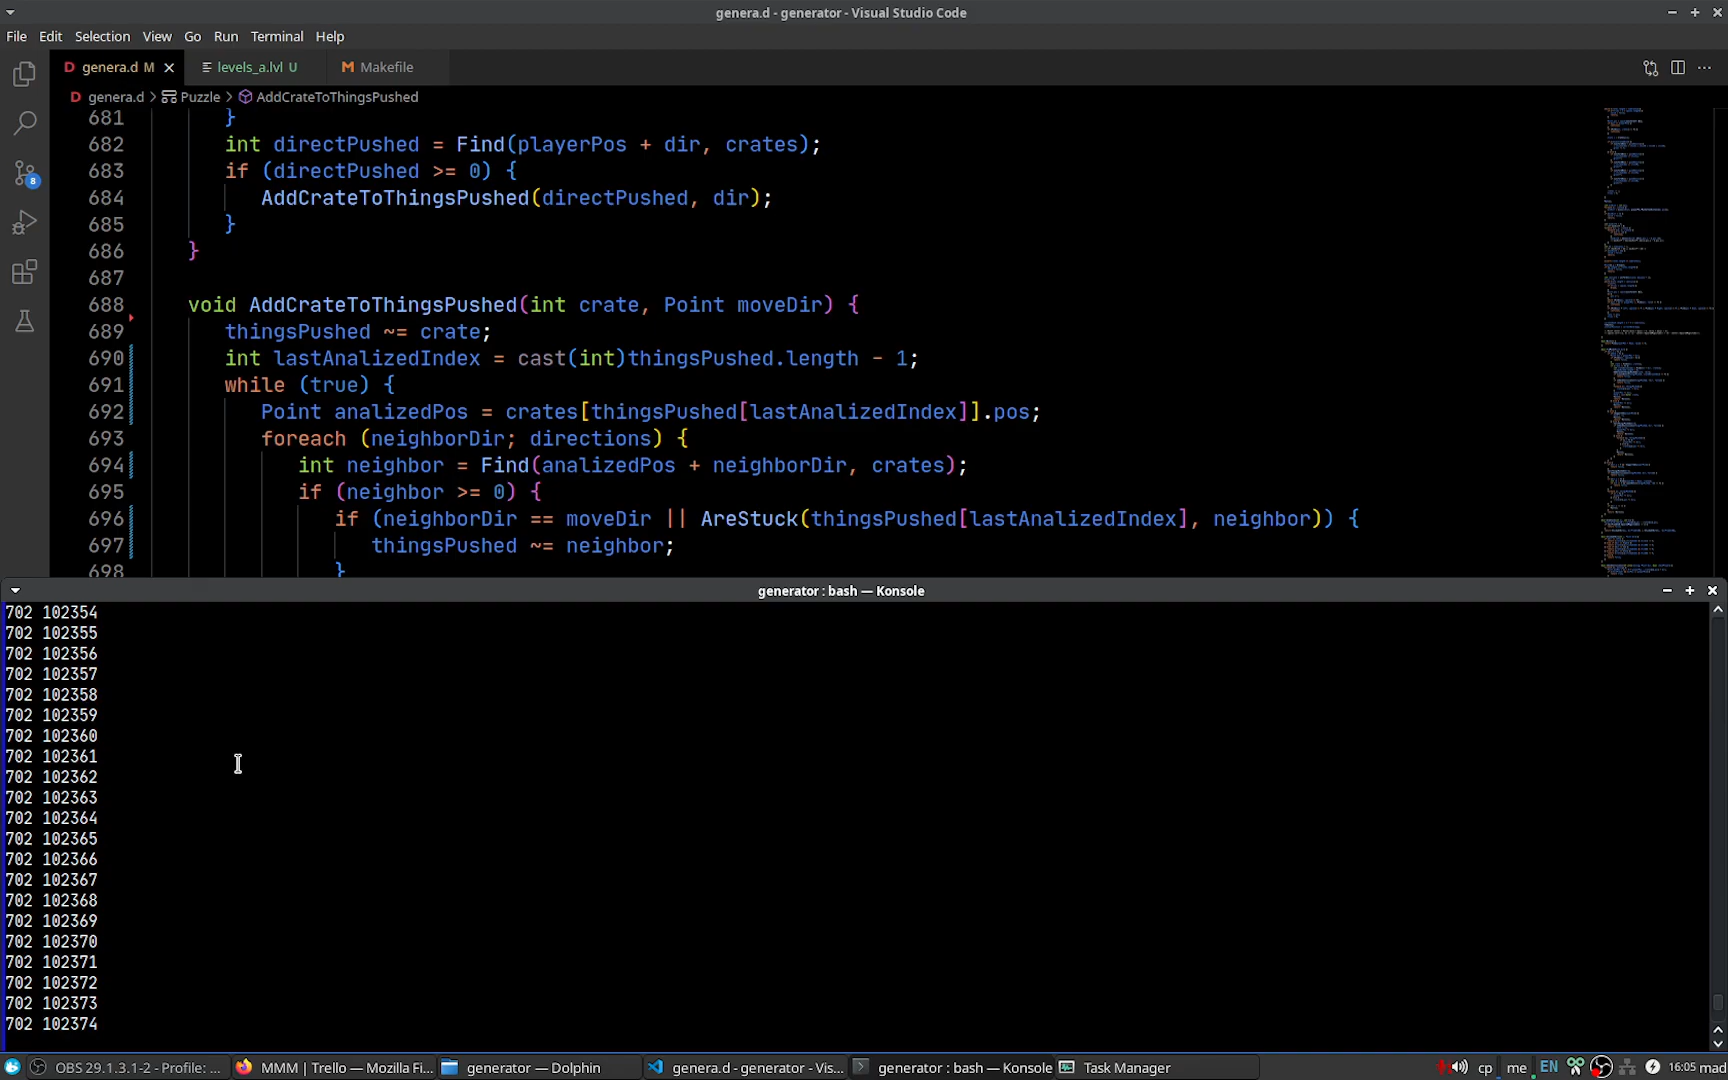 genera.d - generator - Visual Studio Code
File Edit Selection View Go Run Terminal Help
D genera.d M × levels_a.lvl U M Makefile
D genera.d > Puzzle > AddCrateToThingsPushed
681 }
682 int directPushed = Find(playerPos + dir, crates);
683 if (directPushed >= 0) {
684 AddCrateToThingsPushed(directPushed, dir);
685 }
686 }
687
688 void AddCrateToThingsPushed(int crate, Point moveDir) {
689 thingsPushed ~= crate;
690 int lastAnalizedIndex = cast(int)thingsPushed.length - 1;
691 while (true) {
692 Point analizedPos = crates[thingsPushed[lastAnalizedIndex]].pos;
693 foreach (neighborDir; directions) {
694 int neighbor = Find(analizedPos + neighborDir, crates);
695 if (neighbor >= 0) {
696 if (neighborDir == moveDir || AreStuck(thingsPushed[lastAnalizedIndex], neighbor)) {
697 thingsPushed ~= neighbor;
698 }
8
generator : bash — Konsole
702 102354
702 102355
702 102356
702 102357
702 102358
702 102359
702 102360
702 102361
702 102362
702 102363
702 102364
702 102365
702 102366
702 102367
702 102368
702 102369
702 102370
702 102371
702 102372
702 102373
702 102374
OBS 29.1.3.1-2 - Profile: ... MMM | Trello — Mozilla Fi... generator — Dolphin genera.d - generator - Vis... generator : bash — Konsole Task Manager cp me EN 16:05 mad